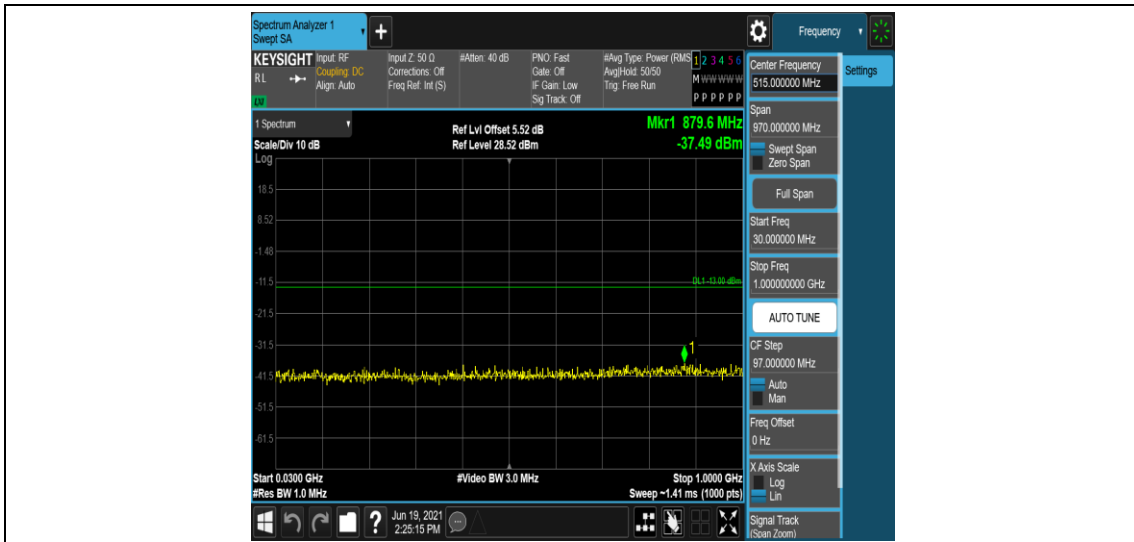 Spectrum Analyzer 1
Swept SA
+
Frequency
KEYSIGHT
RL
LXI
Input: RF
Coupling: DC
Align: Auto
Input Z: 50 Ω
Corrections: Off
Freq Ref: Int (S)
#Atten: 40 dB
PNO: Fast
Gate: Off
IF Gain: Low
Sig Track: Off
#Avg Type: Power (RMS
Avg|Hold: 50/50
Trig: Free Run
1 2 3 4 5 6
M W W W W W
P P P P P P
1 Spectrum
Scale/Div 10 dB
Ref Lvl Offset 5.52 dB
Ref Level 28.52 dBm
Mkr1 879.6 MHz
-37.49 dBm
Log
18.5
8.52
-1.48
-11.5
-21.5
-31.5
-41.5
-51.5
-61.5
DL1 -13.00 dBm
1
Start 0.0300 GHz
#Res BW 1.0 MHz
#Video BW 3.0 MHz
Stop 1.0000 GHz
Sweep ~1.41 ms (1000 pts)
?
Jun 19, 2021
2:25:15 PM
Center Frequency
515.000000 MHz
Settings
Span
970.000000 MHz
Swept Span
Zero Span
Full Span
Start Freq
30.000000 MHz
Stop Freq
1.000000000 GHz
AUTO TUNE
CF Step
97.000000 MHz
Auto
Man
Freq Offset
0 Hz
X Axis Scale
Log
Lin
Signal Track
(Span Zoom)